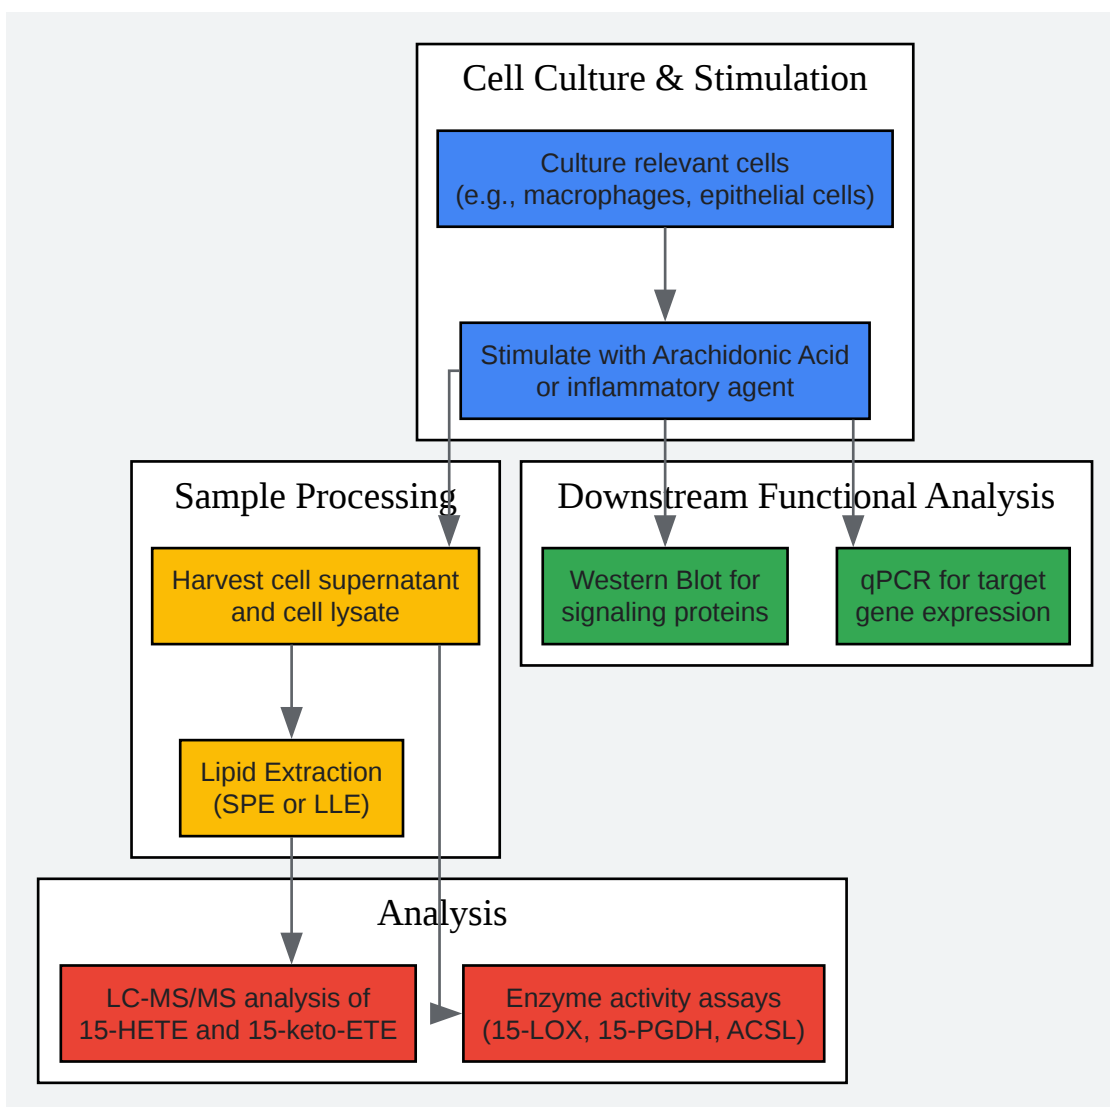 Cell Culture & Stimulation
Culture relevant cells
(e.g., macrophages, epithelial cells)
Stimulate with Arachidonic Acid
or inflammatory agent
Sample Processing
Harvest cell supernatant
and cell lysate
Lipid Extraction
(SPE or LLE)
Downstream Functional Analysis
Western Blot for
signaling proteins
qPCR for target
gene expression
Analysis
LC-MS/MS analysis of
15-HETE and 15-keto-ETE
Enzyme activity assays
(15-LOX, 15-PGDH, ACSL)